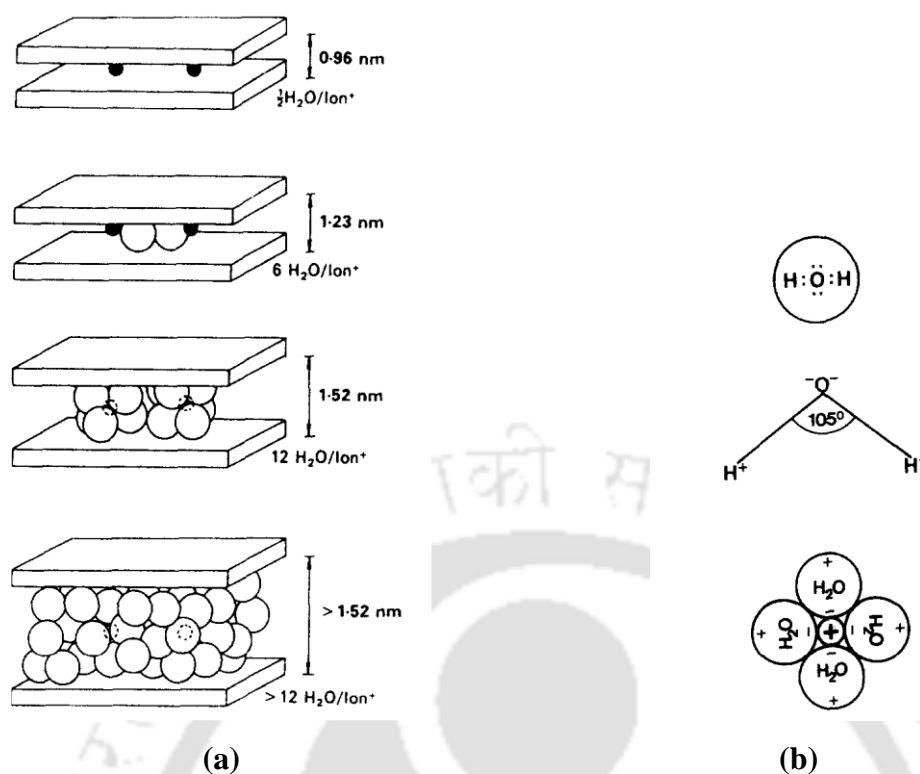 0·96 nm
½H₂O/Ion⁺
1·23 nm
6 H₂O/Ion⁺
1·52 nm
12 H₂O/Ion⁺
> 1·52 nm
> 12 H₂O/Ion⁺
(a)
H:Ö:H
⁻O⁻
105°
H⁺ H⁺
+
H₂O
−
+ H₂O − + − H₂O +
−
H₂O
+
(b)
की स